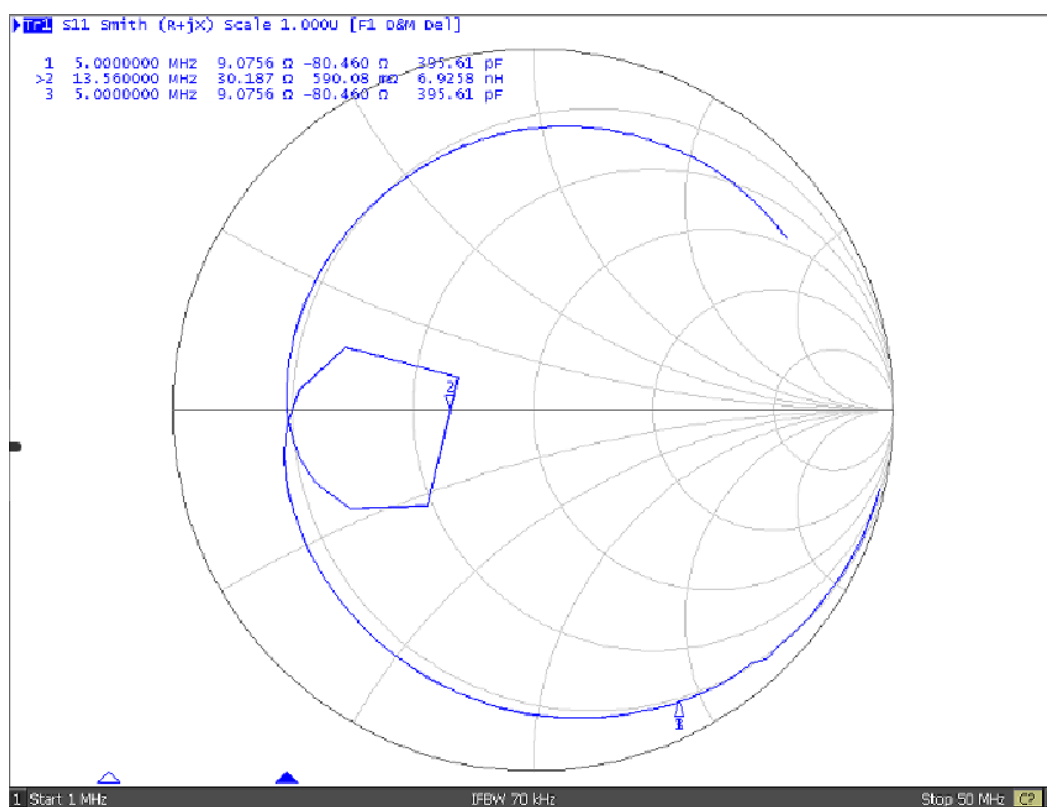 Tr1 S11 Smith (R+jX) Scale 1.000U [F1 D&M Del]
1 5.0000000 MHz 9.0756 Ω -80.460 Ω 395.61 pF
>2 13.560000 MHz 30.187 Ω 590.08 mΩ 6.9258 nH
3 5.0000000 MHz 9.0756 Ω -80.460 Ω 395.61 pF
2
1 Start 1 MHz IFBW 70 kHz Stop 50 MHz C?